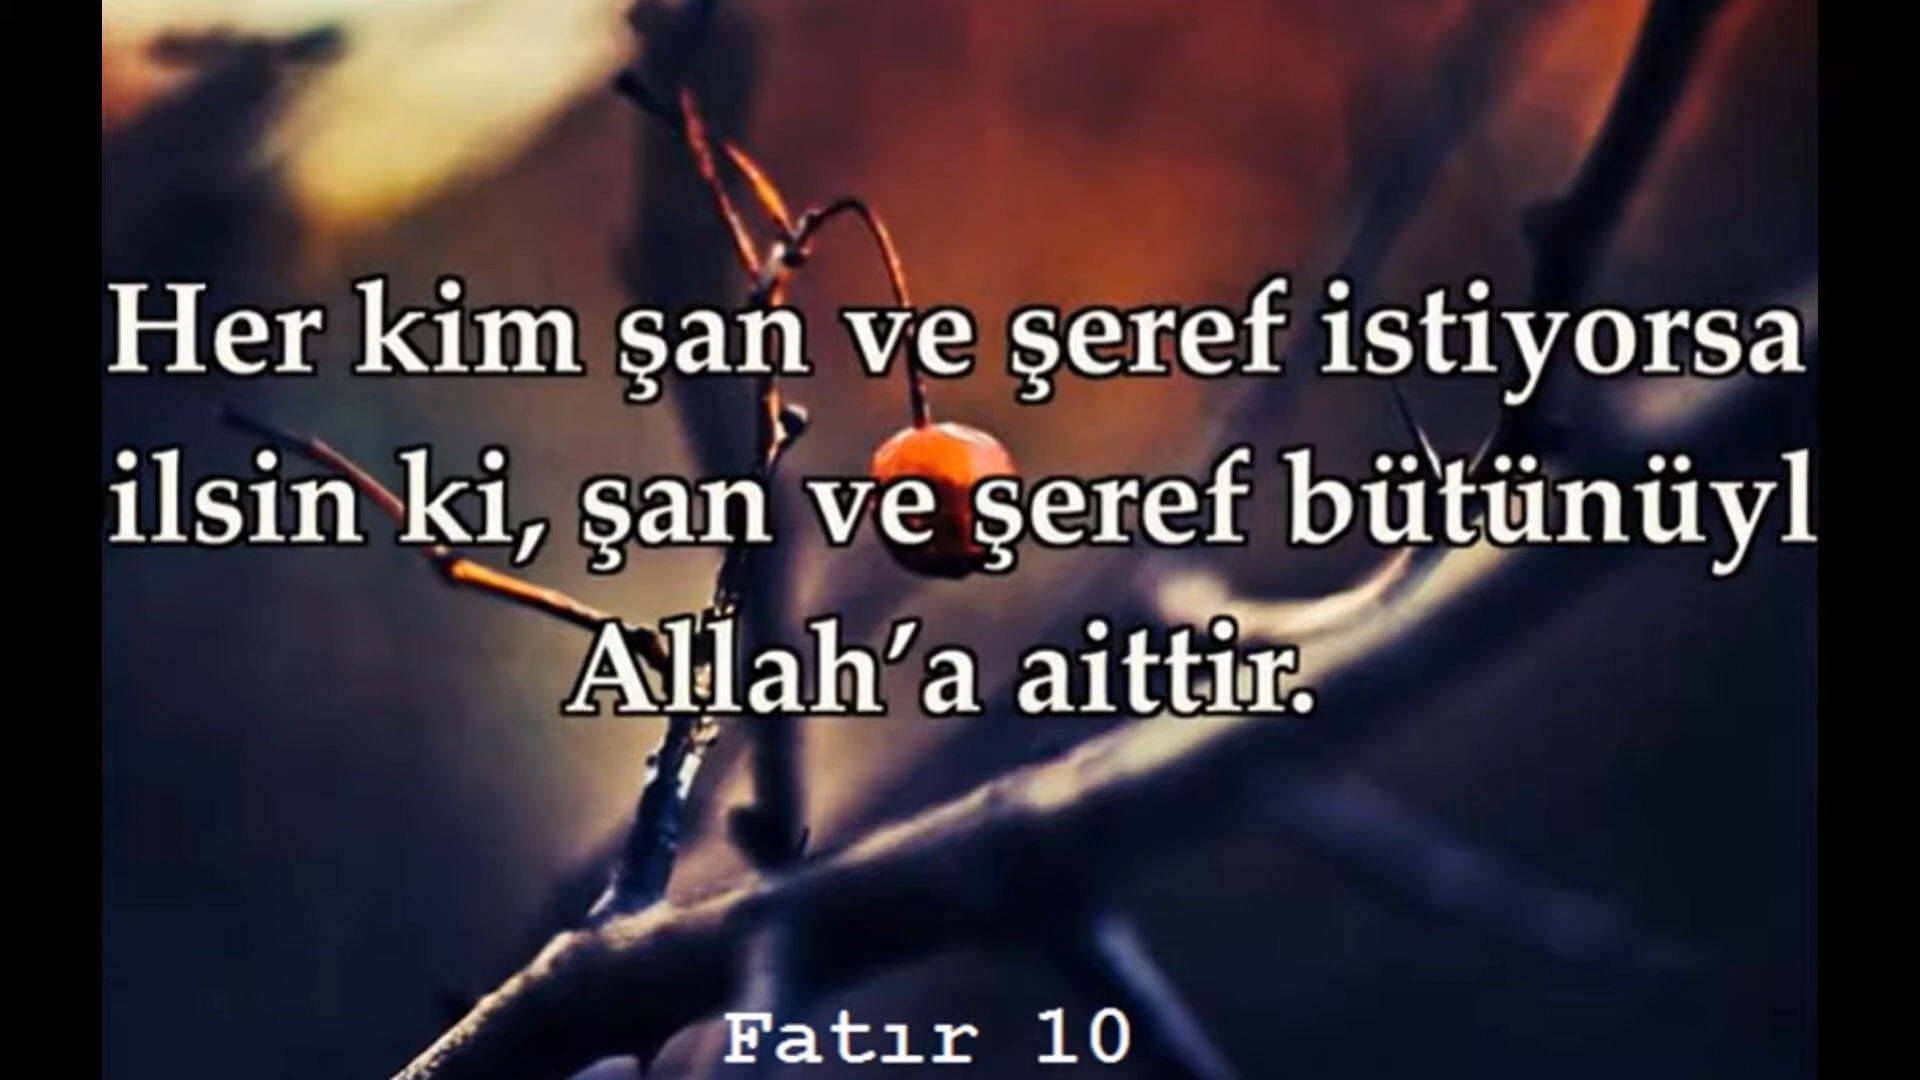 Her kim şan ve şeref istiyorsa
ilsin ki, şan ve şeref bütünüyl
Allah’a aittir.
Fatır 10